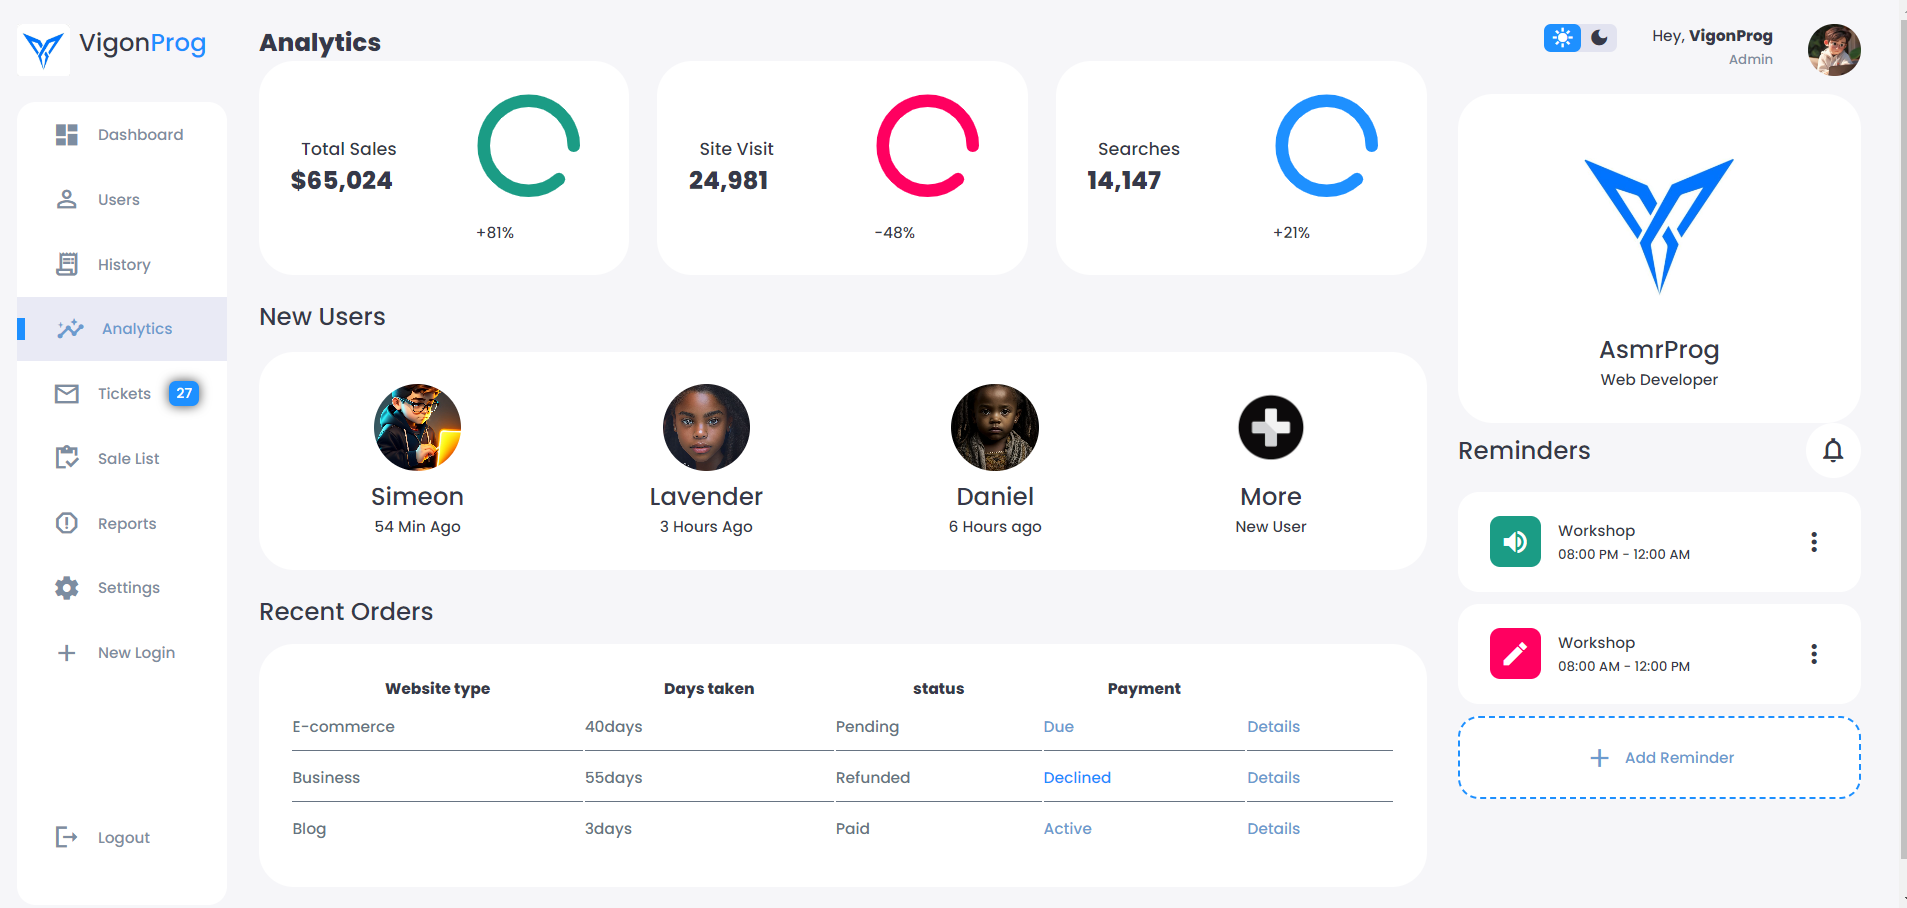 VigonProg
Dashboard
Users
History
Analytics
Tickets 27
Sale List
Reports
Settings
New Login
Logout
Analytics
Total Sales
$65,024
+81%
Site Visit
24,981
-48%
Searches
14,147
+21%
New Users
Simeon
54 Min Ago
Lavender
3 Hours Ago
Daniel
6 Hours ago
More
New User
Recent Orders
Website type Days taken status Payment
E-commerce 40days Pending Due Details
Business 55days Refunded Declined Details
Blog 3days Paid Active Details
Hey, VigonProg
Admin
AsmrProg
Web Developer
Reminders
Workshop
08:00 PM - 12:00 AM
Workshop
08:00 AM - 12:00 PM
Add Reminder